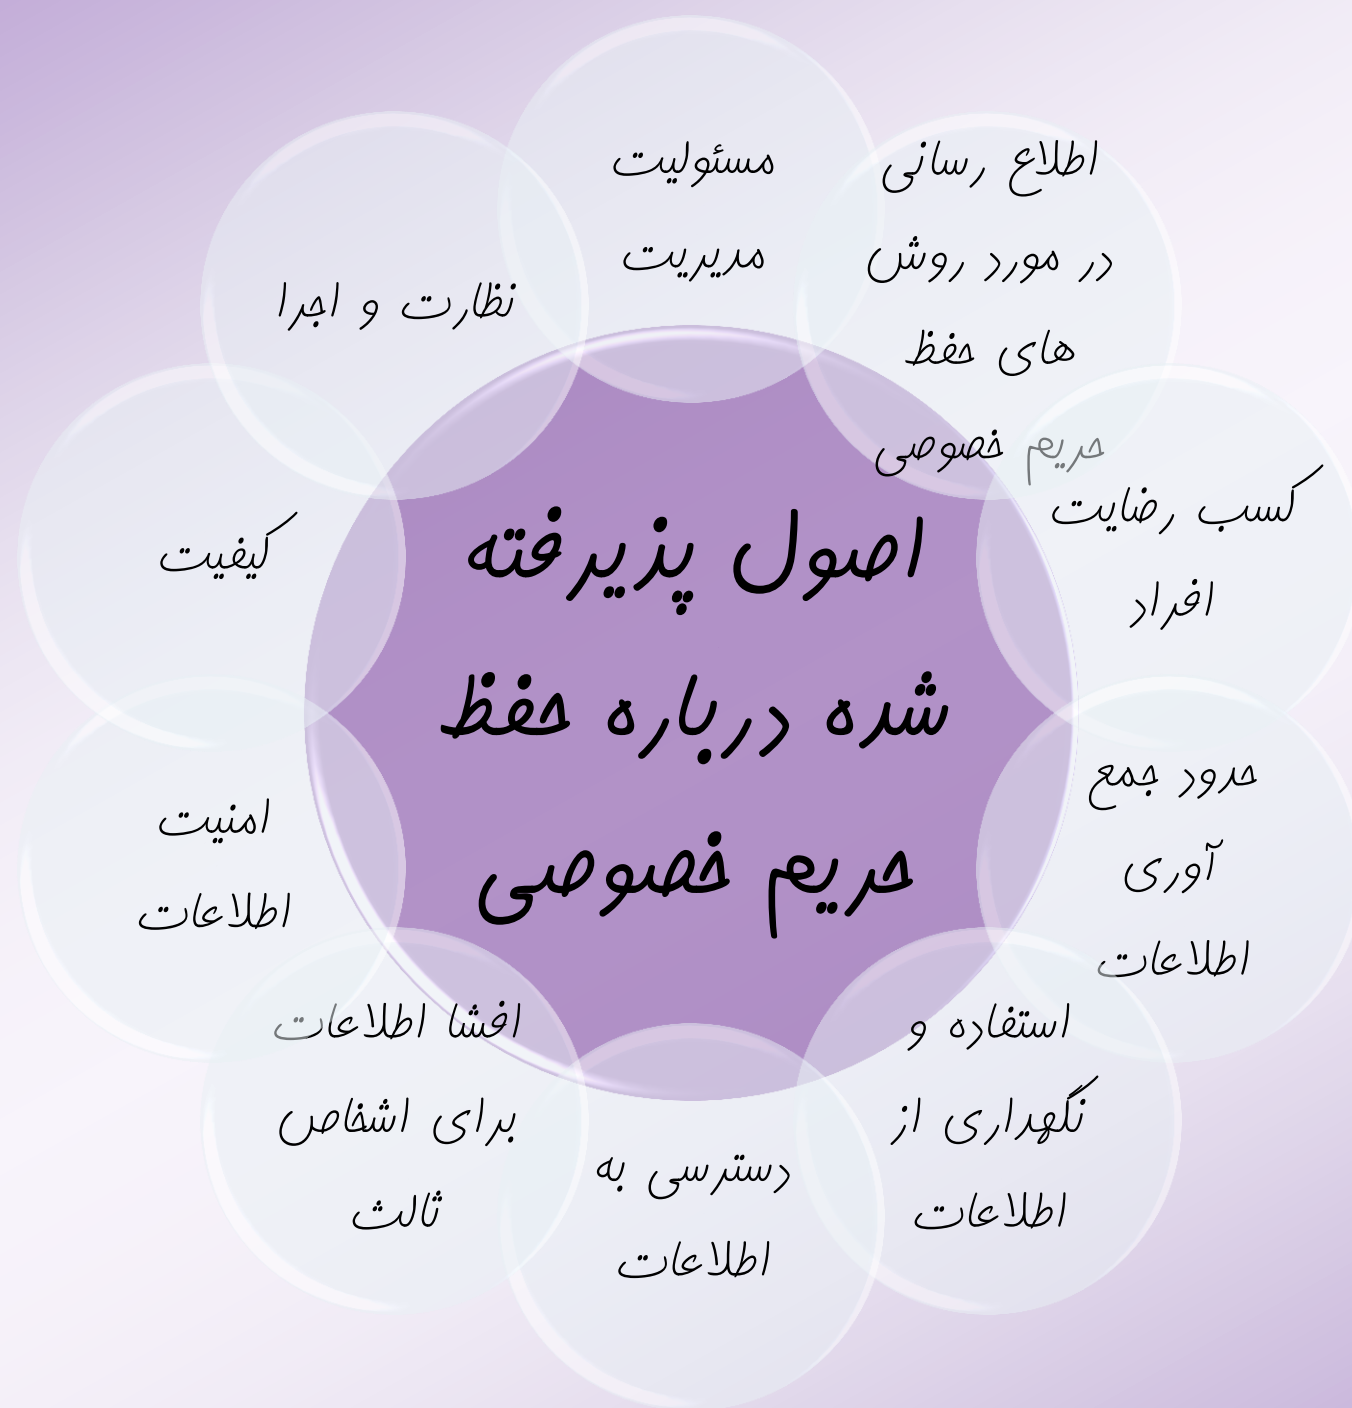 اصول پذیرفته
شده درباره حفظ
حریم خصوصی
مسئولیت
مدیریت
اطلاع رسانی
در مورد روش
های حفظ
حریم خصوصی
کسب رضایت
افراد
حدود جمع
آوری
اطلاعات
استفاده و
نگهداری از
اطلاعات
دسترسی به
اطلاعات
افشا اطلاعات
برای اشخاص
ثالث
امنیت
اطلاعات
کیفیت
نظارت و اجرا